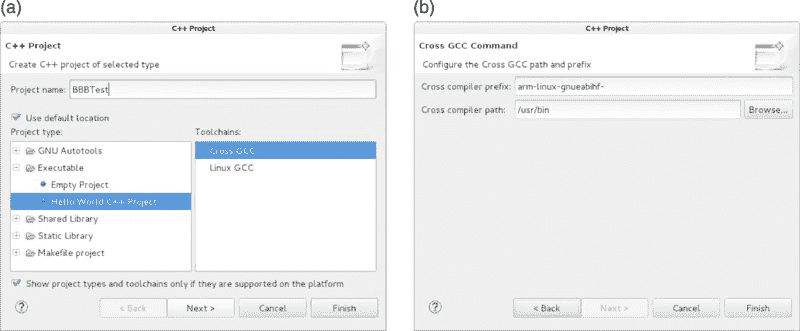 (a)
C++ Project
C++ Project
Create C++ project of selected type
Project name: BBBTest
Use default location
Project type:
Toolchains:
GNU Autotools
Executable
Empty Project
Hello World C++ Project
Shared Library
Static Library
Makefile project
Cross GCC
Linux GCC
Show project types and toolchains only if they are supported on the platform
? < Back Next > Cancel Finish
(b)
C++ Project
Cross GCC Command
Configure the Cross GCC path and prefix
Cross compiler prefix: arm-linux-gnueabihf-
Cross compiler path: /usr/bin Browse...
? < Back Next > Cancel Finish